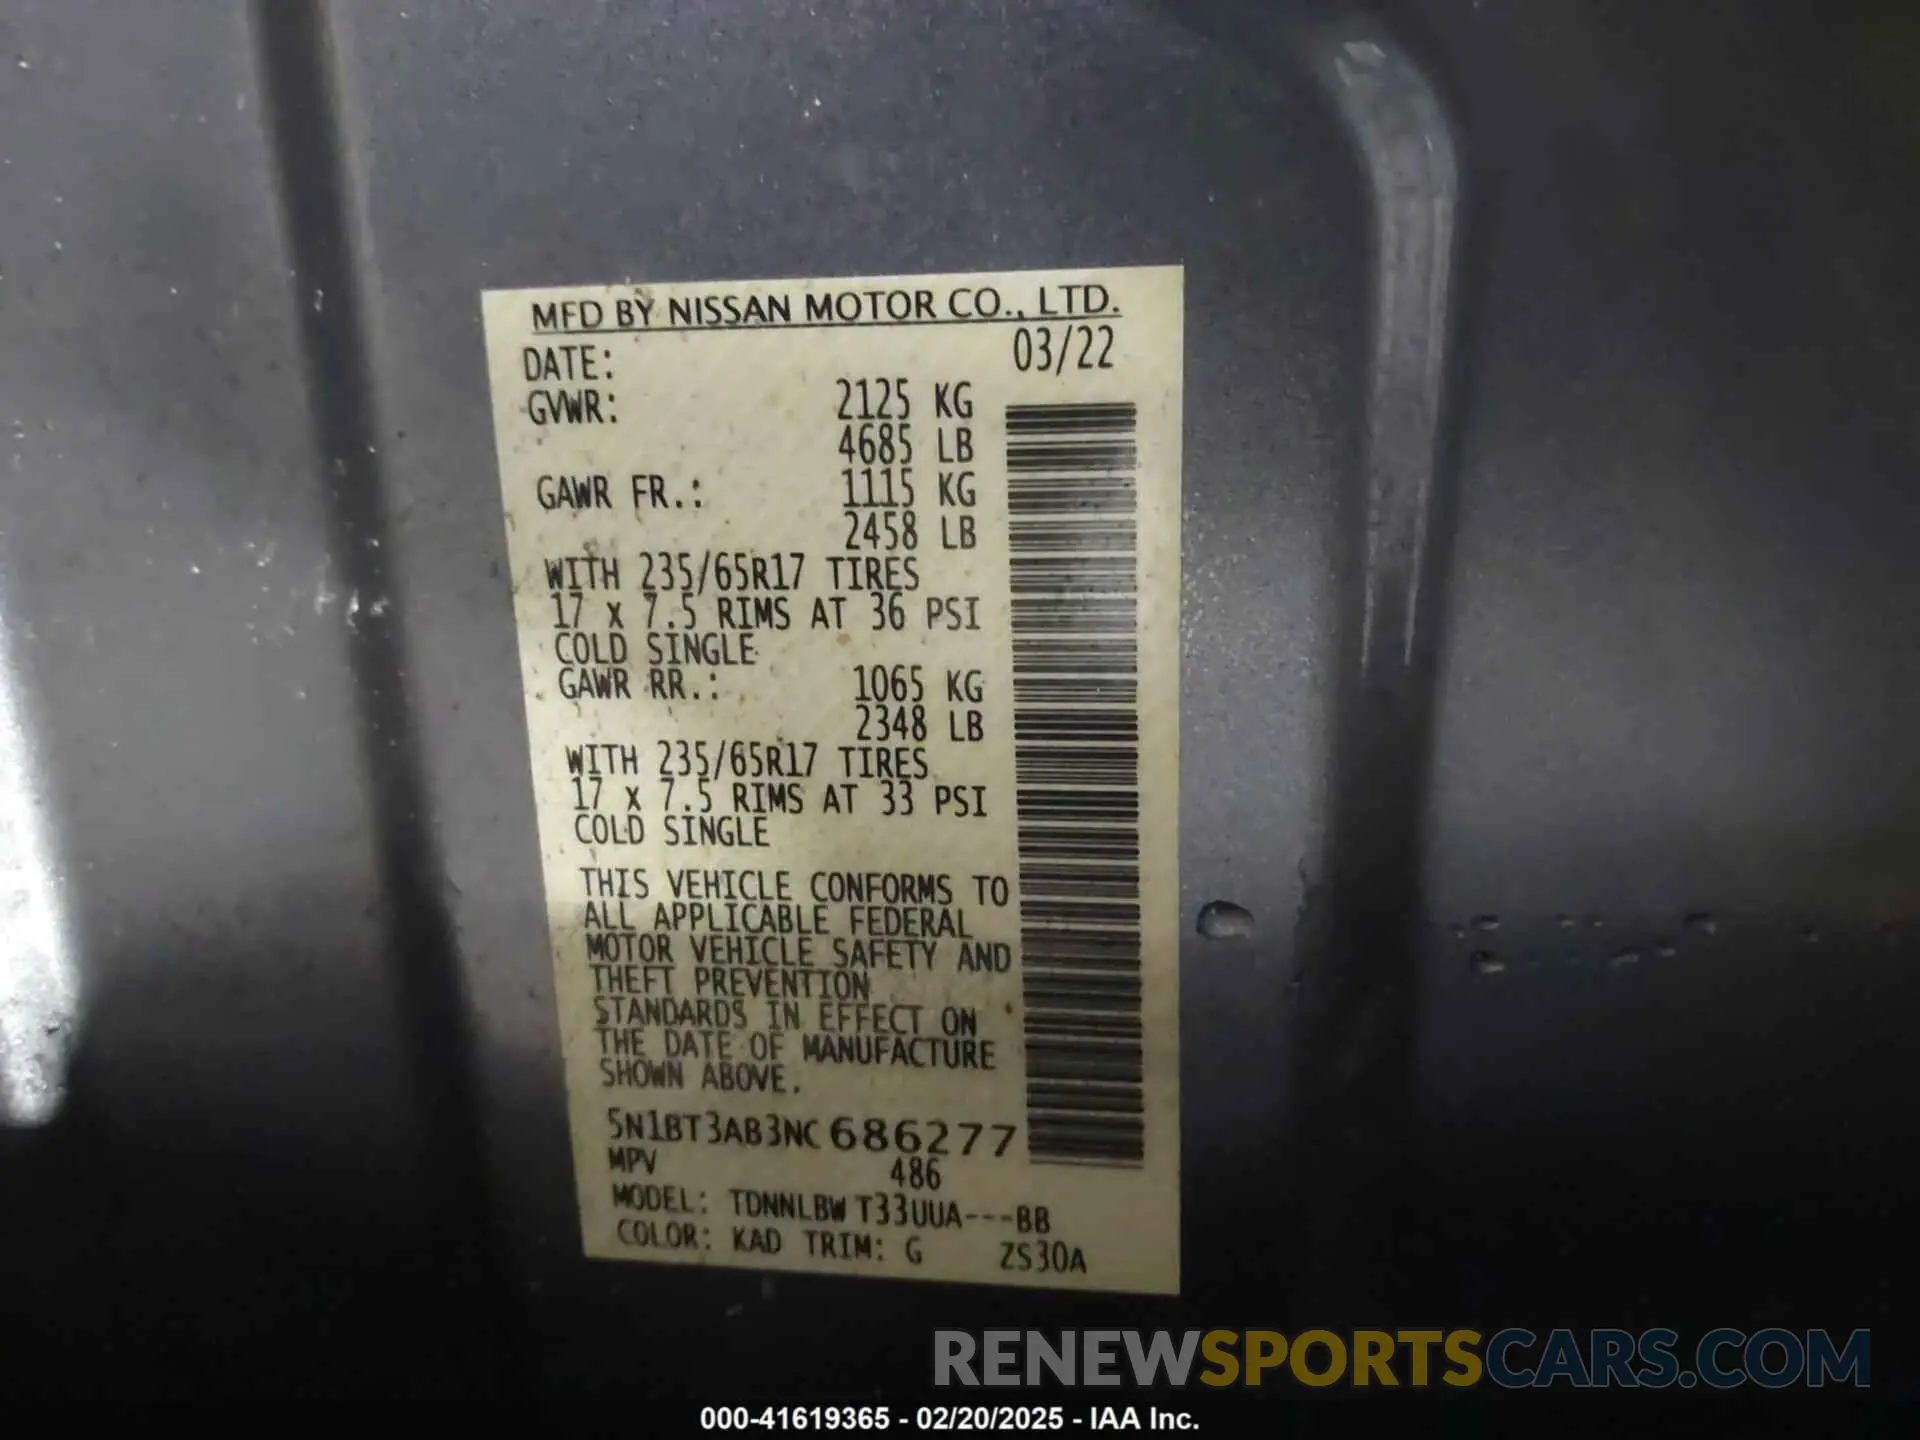 MFD BY NISSAN MOTOR CO., LTD.
DATE: 03/22
GVWR: 2125 KG
4685 LB
GAWR FR.: 1115 KG
2458 LB
WITH 235/65R17 TIRES
17 x 7.5 RIMS AT 36 PSI
COLD SINGLE
GAWR RR.: 1065 KG
2348 LB
WITH 235/65R17 TIRES
17 x 7.5 RIMS AT 33 PSI
COLD SINGLE
THIS VEHICLE CONFORMS TO
ALL APPLICABLE FEDERAL
MOTOR VEHICLE SAFETY AND
THEFT PREVENTION
STANDARDS IN EFFECT ON
THE DATE OF MANUFACTURE
SHOWN ABOVE.
5N1BT3AB3NC686277
MPV 486
MODEL: TDNNLBW T33UUA---BB
COLOR: KAD TRIM: G ZS30A
RENEWSPORTSCARS.COM
000-41619365 - 02/20/2025 - IAA Inc.